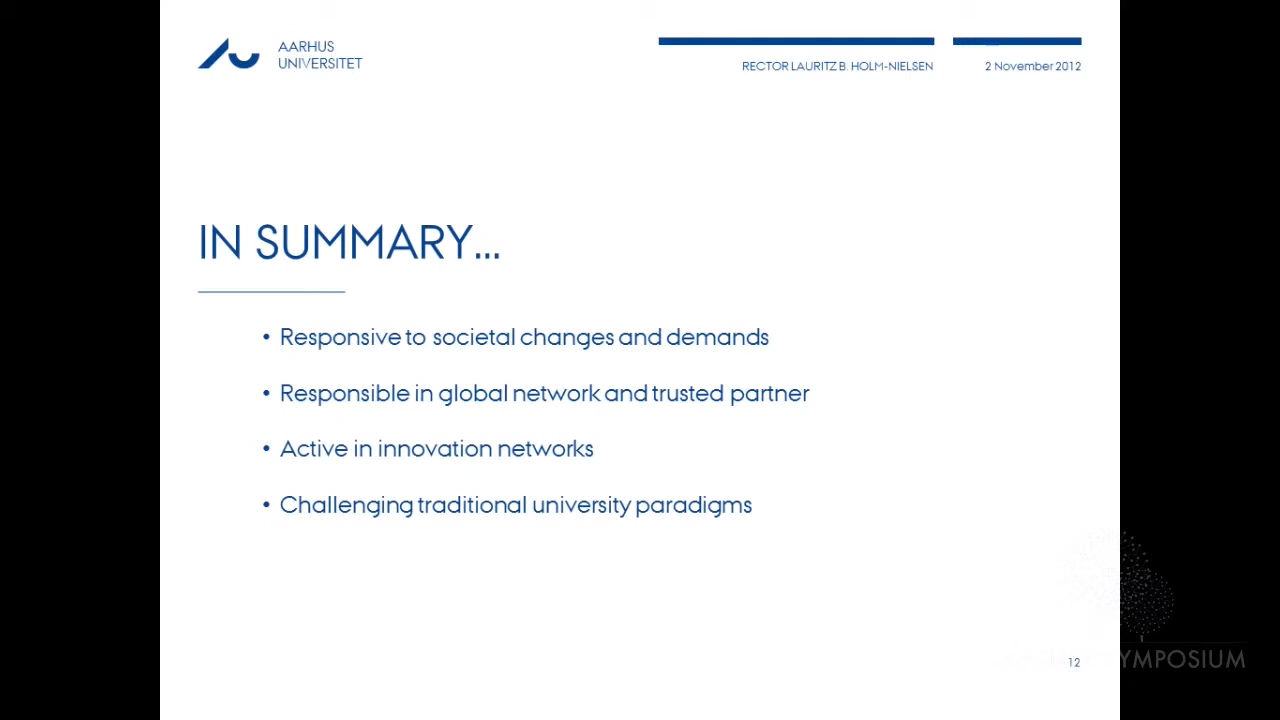 AARHUS
UNIVERSITET
RECTOR LAURITZ B. HOLM-NIELSEN
2 November 2012
IN SUMMARY...
• Responsive to societal changes and demands
• Responsible in global network and trusted partner
• Active in innovation networks
• Challenging traditional university paradigms
12